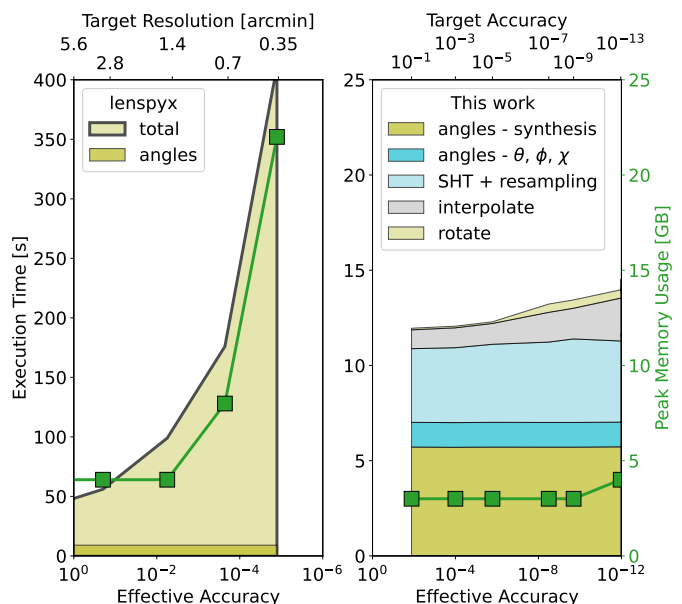 Target Resolution [arcmin]
5.6 2.8 1.4 0.7 0.35
Target Accuracy
10^-1 10^-3 10^-5 10^-7 10^-9 10^-13
400
350
300
250
200
150
100
50
0
Execution Time [s]
lenspyx
total
angles
10^0 10^-2 10^-4 10^-6
Effective Accuracy
25
20
15
10
5
0
This work
angles - synthesis
angles - θ, ϕ, χ
SHT + resampling
interpolate
rotate
10^0 10^-4 10^-8 10^-12
Effective Accuracy
25
20
15
10
5
0
Peak Memory Usage [GB]